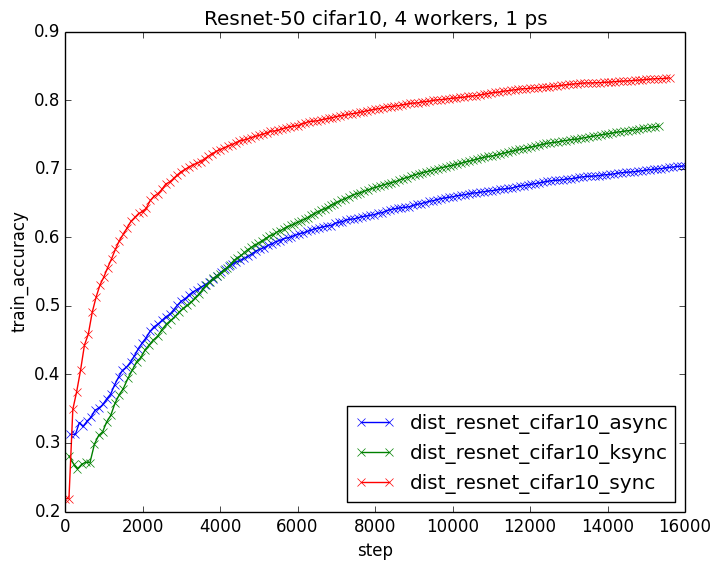 Resnet-50 cifar10, 4 workers, 1 ps
0.9
0.8
0.7
0.6
0.5
0.4
0.3
0.2
train_accuracy
dist_resnet_cifar10_async
dist_resnet_cifar10_ksync
dist_resnet_cifar10_sync
0 2000 4000 6000 8000 10000 12000 14000 16000
step